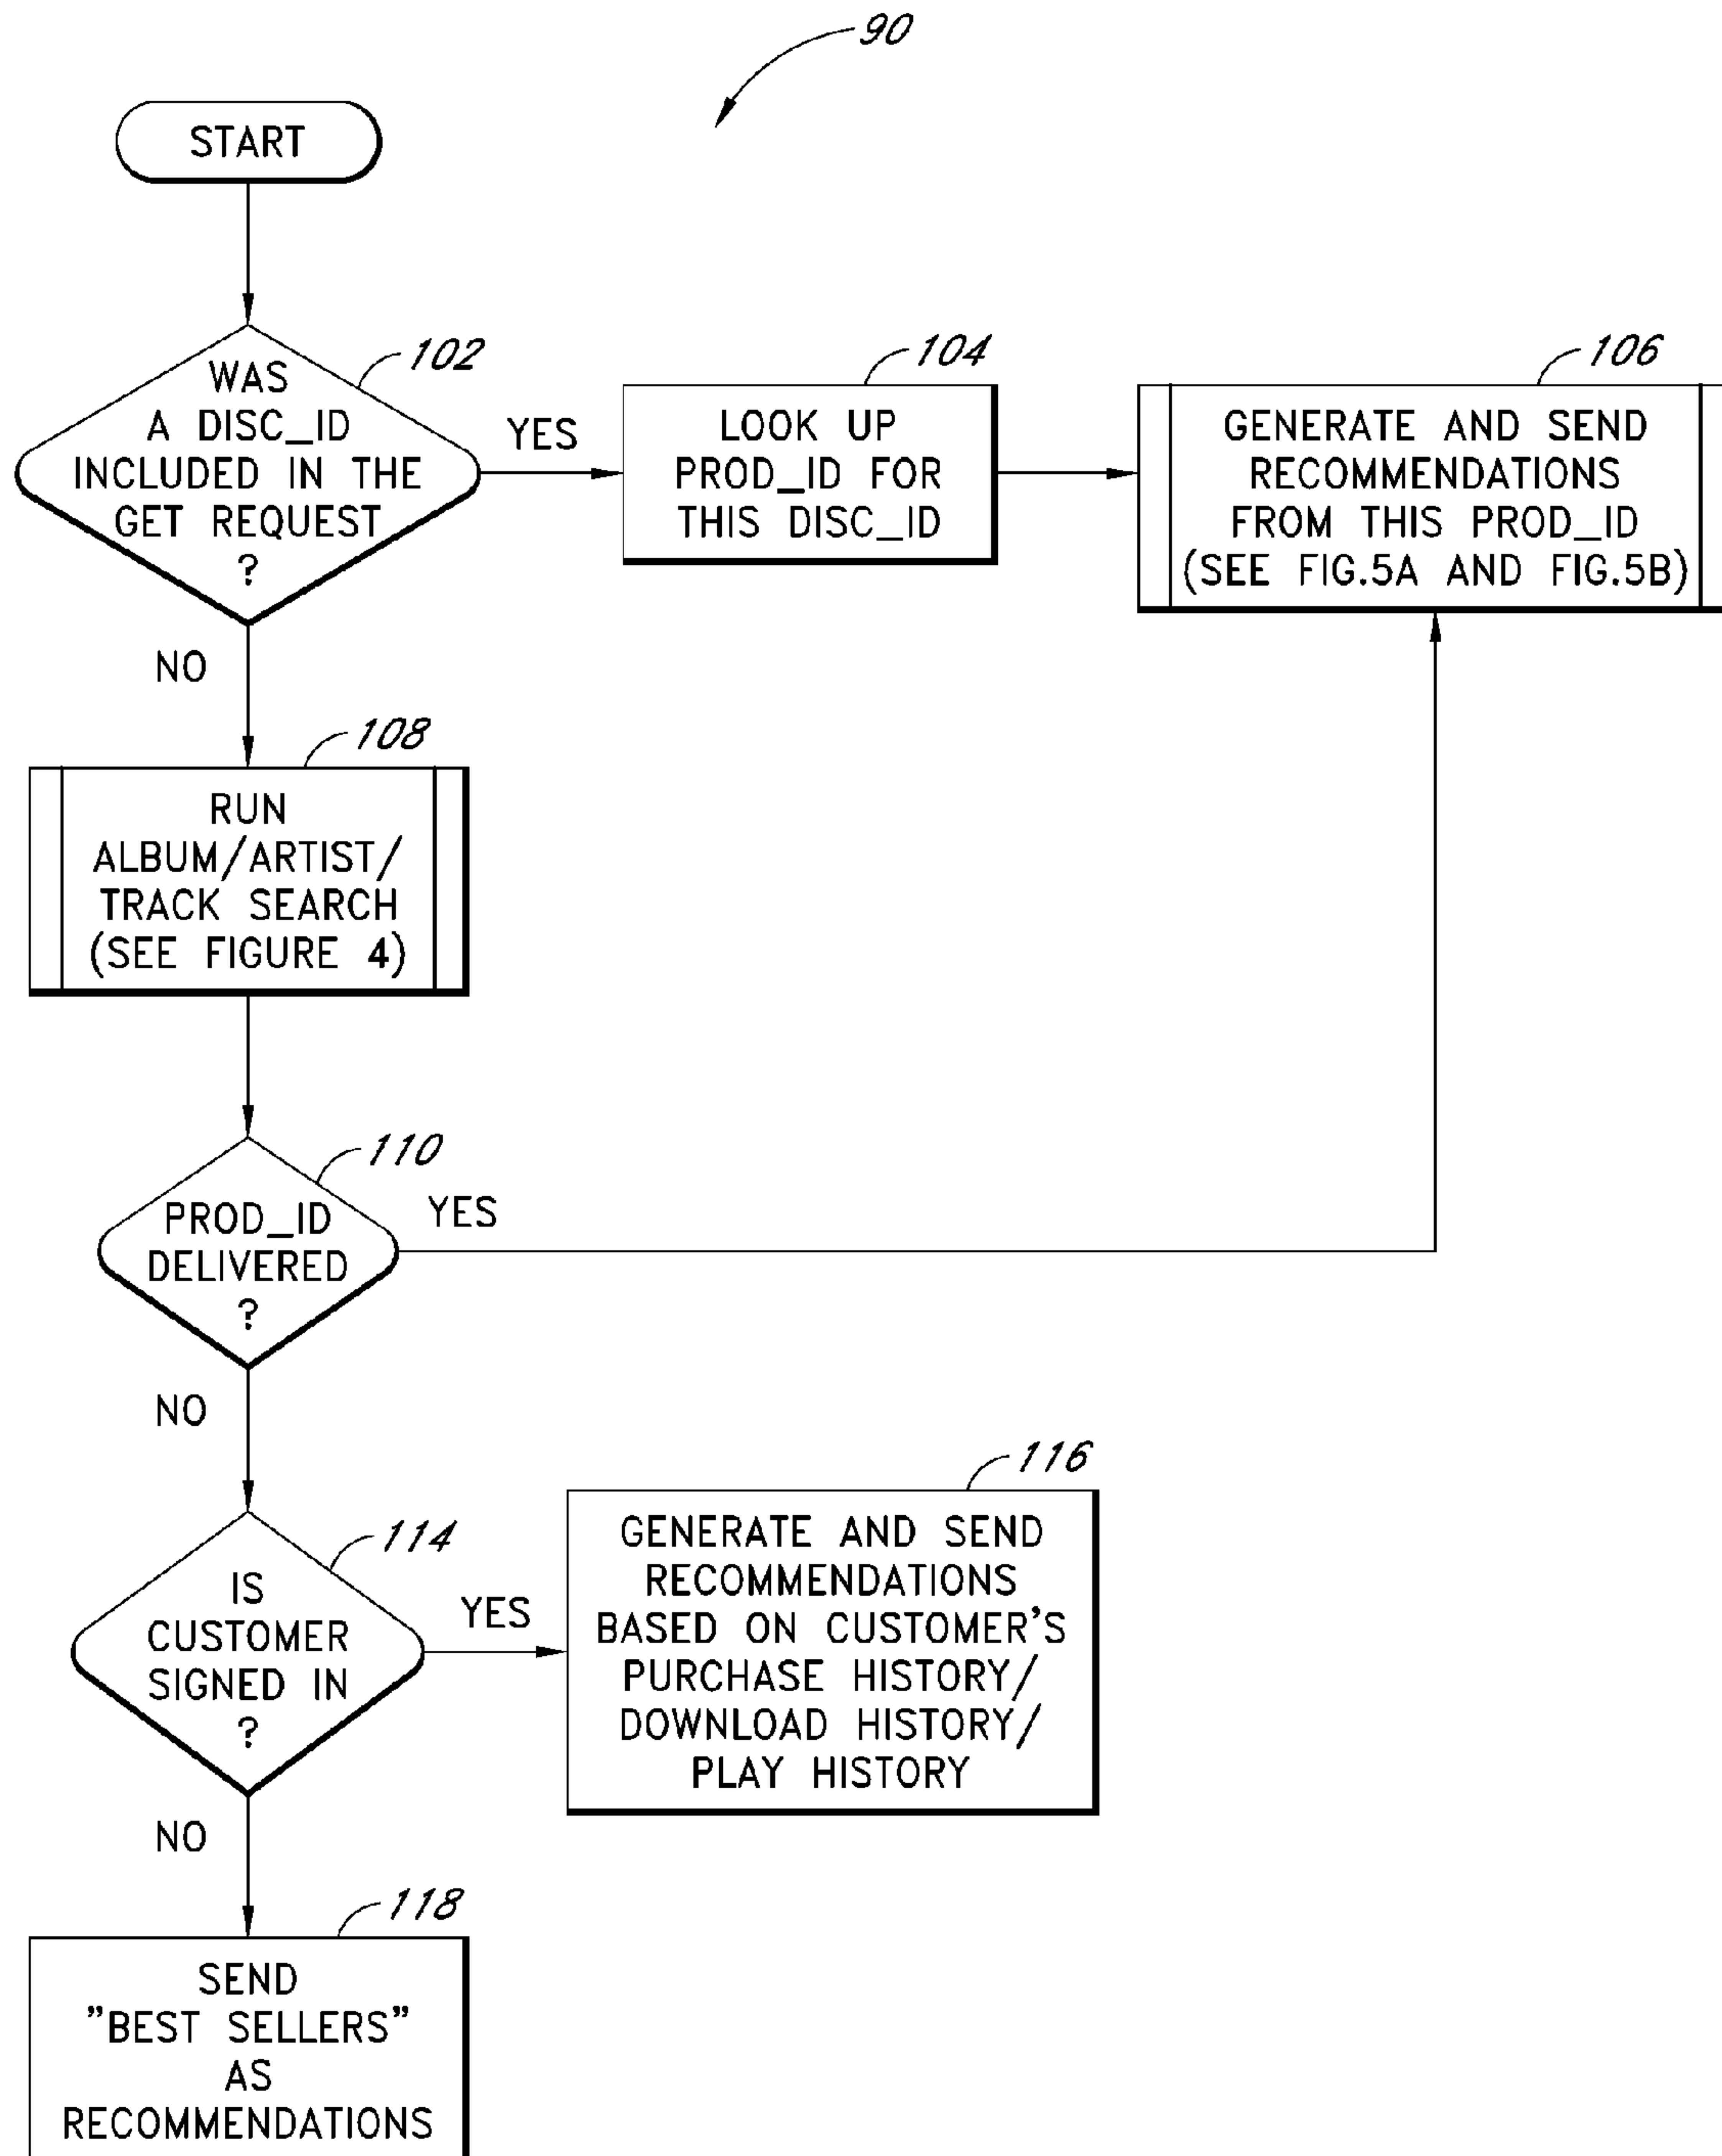 90
START
102
WAS
A DISC_ID
INCLUDED IN THE
GET REQUEST
?
YES
104
LOOK UP
PROD_ID FOR
THIS DISC_ID
106
GENERATE AND SEND
RECOMMENDATIONS
FROM THIS PROD_ID
(SEE FIG.5A AND FIG.5B)
NO
108
RUN
ALBUM/ARTIST/
TRACK SEARCH
(SEE FIGURE 4)
110
PROD_ID
DELIVERED
?
YES
NO
114
IS
CUSTOMER
SIGNED IN
?
YES
116
GENERATE AND SEND
RECOMMENDATIONS
BASED ON CUSTOMER'S
PURCHASE HISTORY/
DOWNLOAD HISTORY/
PLAY HISTORY
NO
118
SEND
"BEST SELLERS"
AS
RECOMMENDATIONS